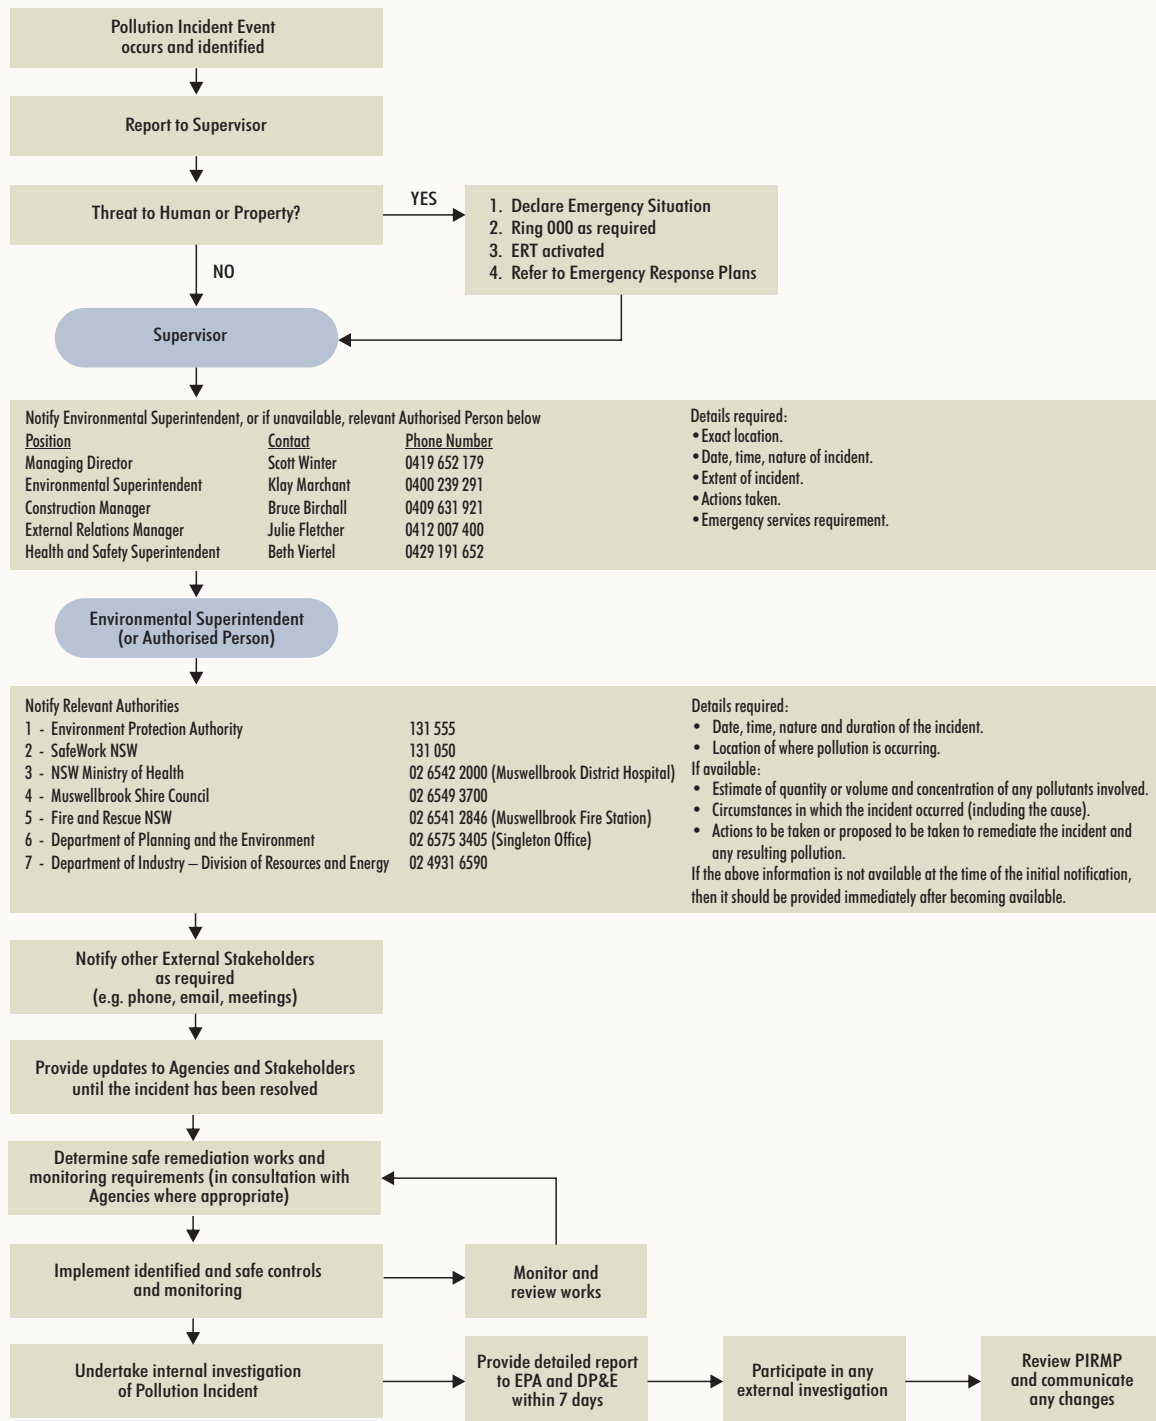 Pollution Incident Event
occurs and identified
Report to Supervisor
Threat to Human or Property?
YES
1. Declare Emergency Situation
2. Ring 000 as required
3. ERT activated
4. Refer to Emergency Response Plans
NO
Supervisor
Notify Environmental Superintendent, or if unavailable, relevant Authorised Person below
Position Contact Phone Number
Managing Director Scott Winter 0419 652 179
Environmental Superintendent Klay Marchant 0400 239 291
Construction Manager Bruce Birchall 0409 631 921
External Relations Manager Julie Fletcher 0412 007 400
Health and Safety Superintendent Beth Viertel 0429 191 652
Details required:
• Exact location.
• Date, time, nature of incident.
• Extent of incident.
• Actions taken.
• Emergency services requirement.
Environmental Superintendent
(or Authorised Person)
Notify Relevant Authorities
1 - Environment Protection Authority 131 555
2 - SafeWork NSW 131 050
3 - NSW Ministry of Health 02 6542 2000 (Muswellbrook District Hospital)
4 - Muswellbrook Shire Council 02 6549 3700
5 - Fire and Rescue NSW 02 6541 2846 (Muswellbrook Fire Station)
6 - Department of Planning and the Environment 02 6575 3405 (Singleton Office)
7 - Department of Industry – Division of Resources and Energy 02 4931 6590
Details required:
• Date, time, nature and duration of the incident.
• Location of where pollution is occurring.
If available:
• Estimate of quantity or volume and concentration of any pollutants involved.
• Circumstances in which the incident occurred (including the cause).
• Actions to be taken or proposed to be taken to remediate the incident and
any resulting pollution.
If the above information is not available at the time of the initial notification,
then it should be provided immediately after becoming available.
Notify other External Stakeholders
as required
(e.g. phone, email, meetings)
Provide updates to Agencies and Stakeholders
until the incident has been resolved
Determine safe remediation works and
monitoring requirements (in consultation with
Agencies where appropriate)
Implement identified and safe controls
and monitoring
Monitor and
review works
Undertake internal investigation
of Pollution Incident
Provide detailed report
to EPA and DP&E
within 7 days
Participate in any
external investigation
Review PIRMP
and communicate
any changes